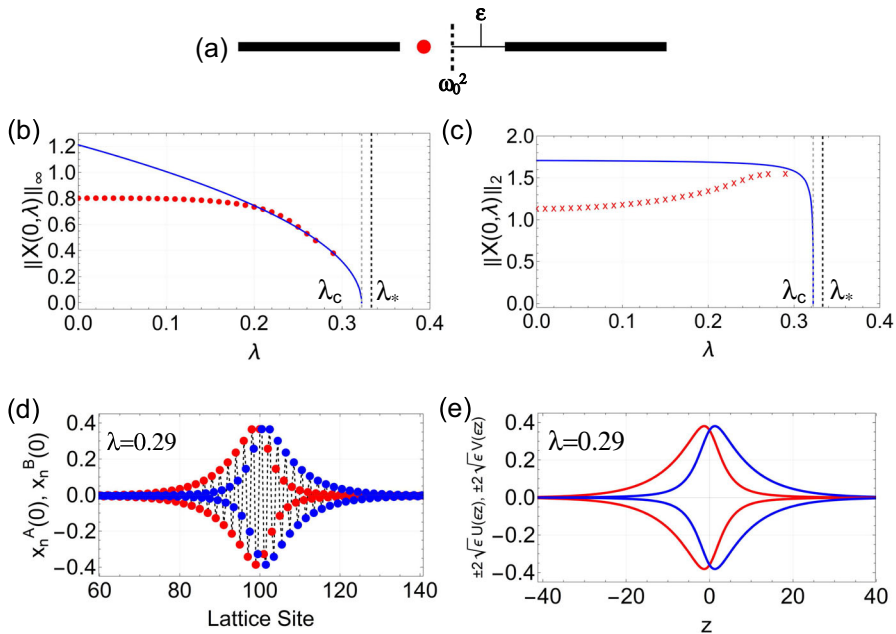 (a)
ε
ω₀²
(b)
||X(0,λ)||∞
1.2
1.0
0.8
0.6
0.4
0.2
0.0
λc
λ*
0.0 0.1 0.2 0.3 0.4
λ
(c)
||X(0,λ)||₂
2.0
1.5
1.0
0.5
0.0
λc
λ*
0.0 0.1 0.2 0.3 0.4
λ
(d)
xₙᴬ(0), xₙᴮ(0)
0.4
0.2
0.0
−0.2
−0.4
λ=0.29
60 80 100 120 140
Lattice Site
(e)
±2√ε U(εz), ±2√ε V(εz)
0.4
0.2
0.0
−0.2
−0.4
λ=0.29
−40 −20 0 20 40
z